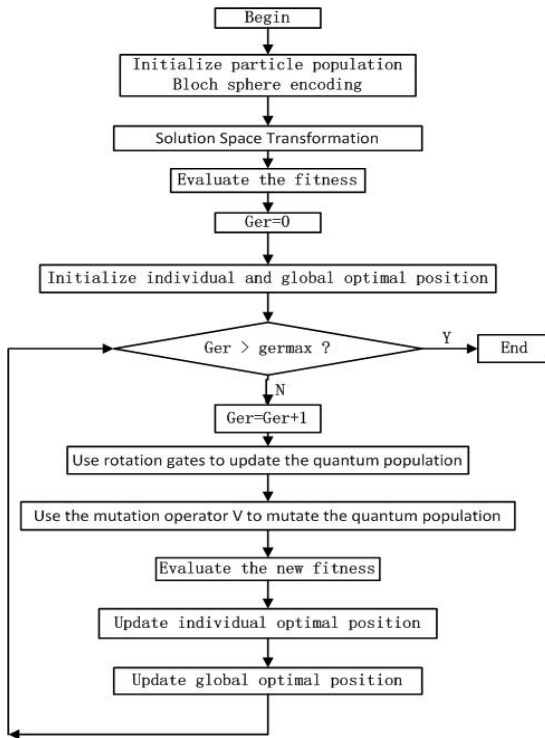 Begin
Initialize particle population
Bloch sphere encoding
Solution Space Transformation
Evaluate the fitness
Ger=0
Initialize individual and global optimal position
Ger > germax ?
Y
End
N
Ger=Ger+1
Use rotation gates to update the quantum population
Use the mutation operator V to mutate the quantum population
Evaluate the new fitness
Update individual optimal position
Update global optimal position